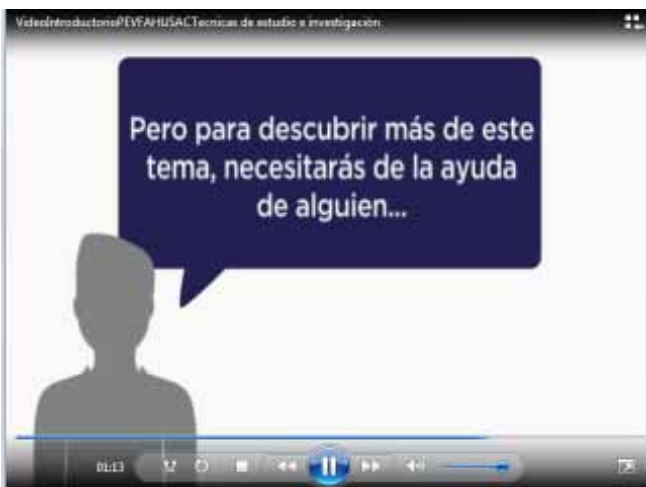 VideoIntroductorioPEVFAHUSACTecnicas de estudio e investigación
Pero para descubrir más de este
tema, necesitarás de la ayuda
de alguien...
01:13